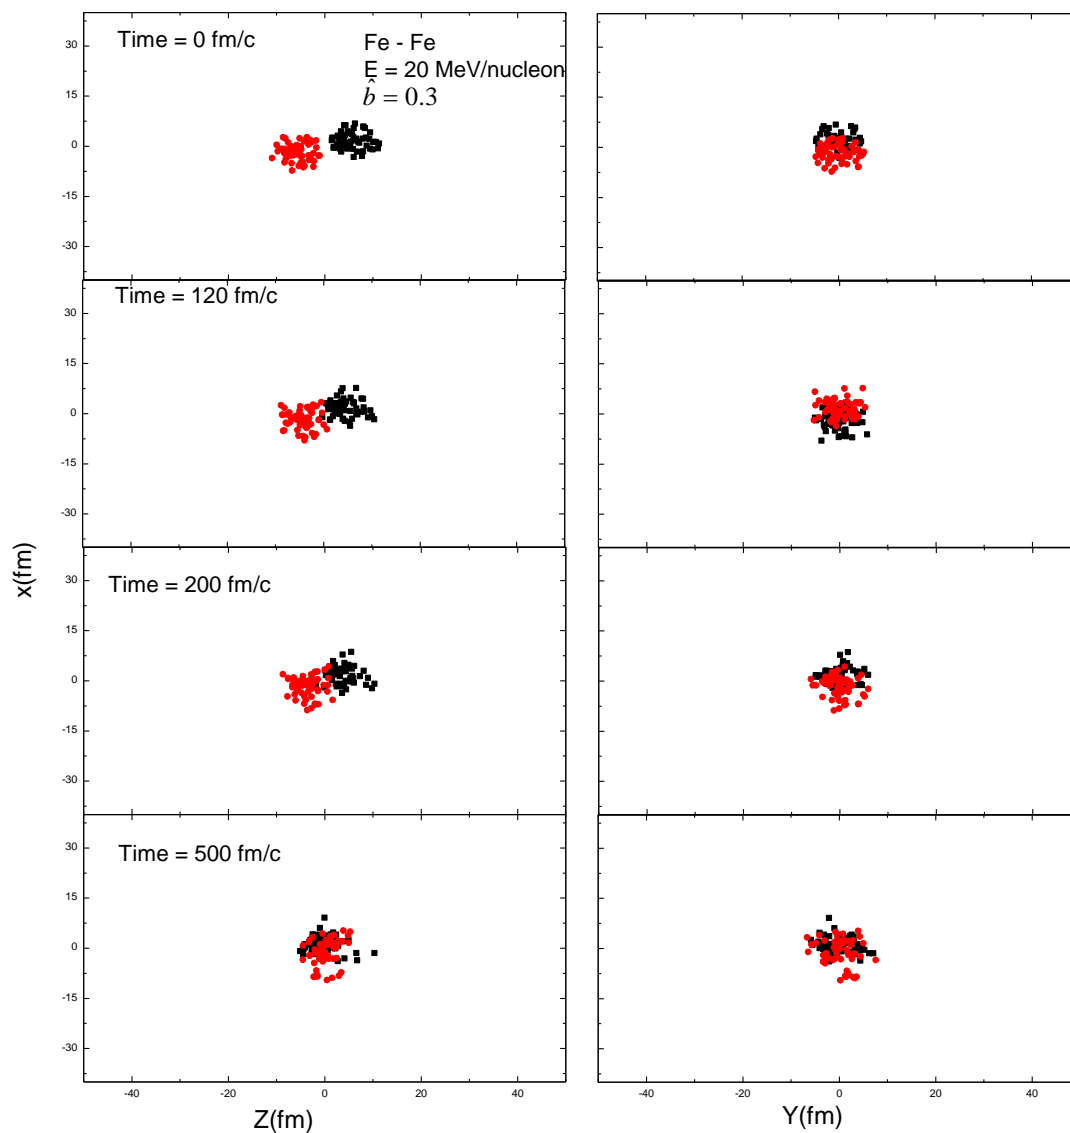 Time = 0 fm/c
Fe - Fe
E = 20 MeV/nucleon
b̂ = 0.3
30
15
0
-15
-30
Time = 120 fm/c
30
15
0
-15
-30
Time = 200 fm/c
30
15
0
-15
-30
Time = 500 fm/c
30
15
0
-15
-30
x(fm)
-40 -20 0 20 40
-40 -20 0 20 40
Z(fm)
Y(fm)